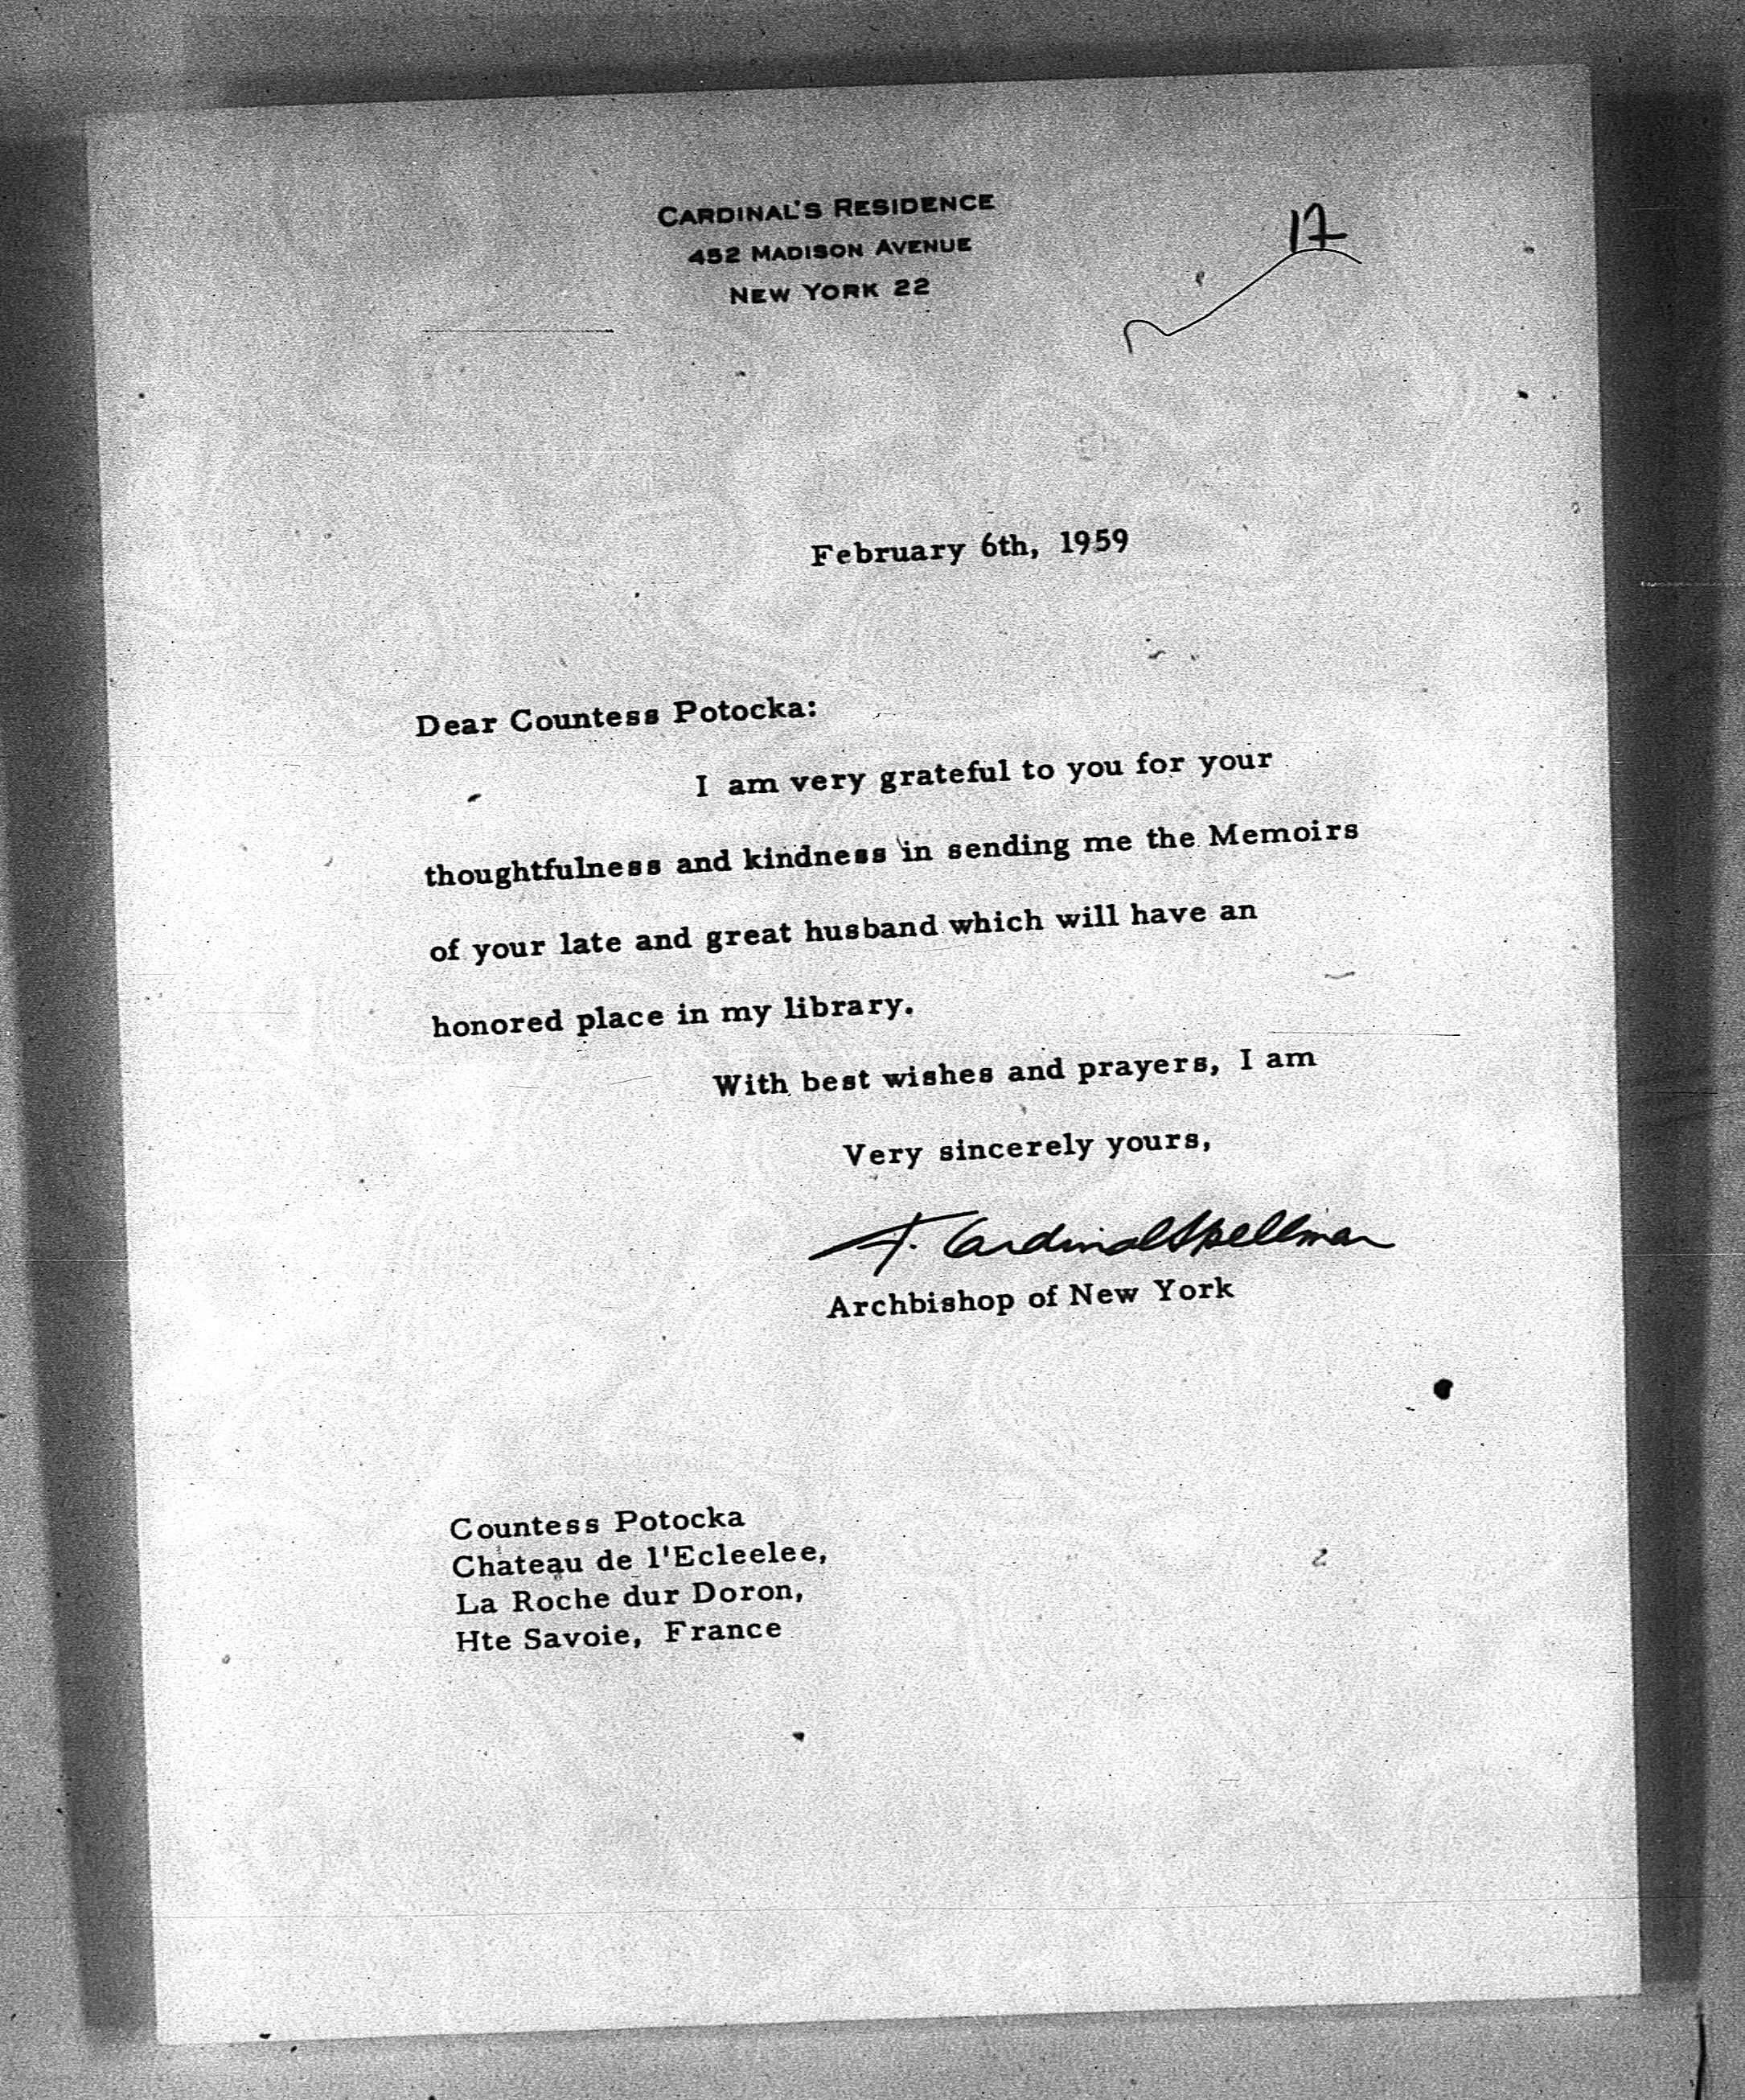 CARDINAL'S RESIDENCE
452 MADISON AVENUE
NEW YORK 22
17
February 6th, 1959
Dear Countess Potocka:
I am very grateful to you for your
thoughtfulness and kindness in sending me the Memoirs
of your late and great husband which will have an
honored place in my library.
With best wishes and prayers, I am
Very sincerely yours,
F. Cardinal Spellman
Archbishop of New York
Countess Potocka
Chateau de l'Ecleelee,
La Roche dur Doron,
Hte Savoie, France